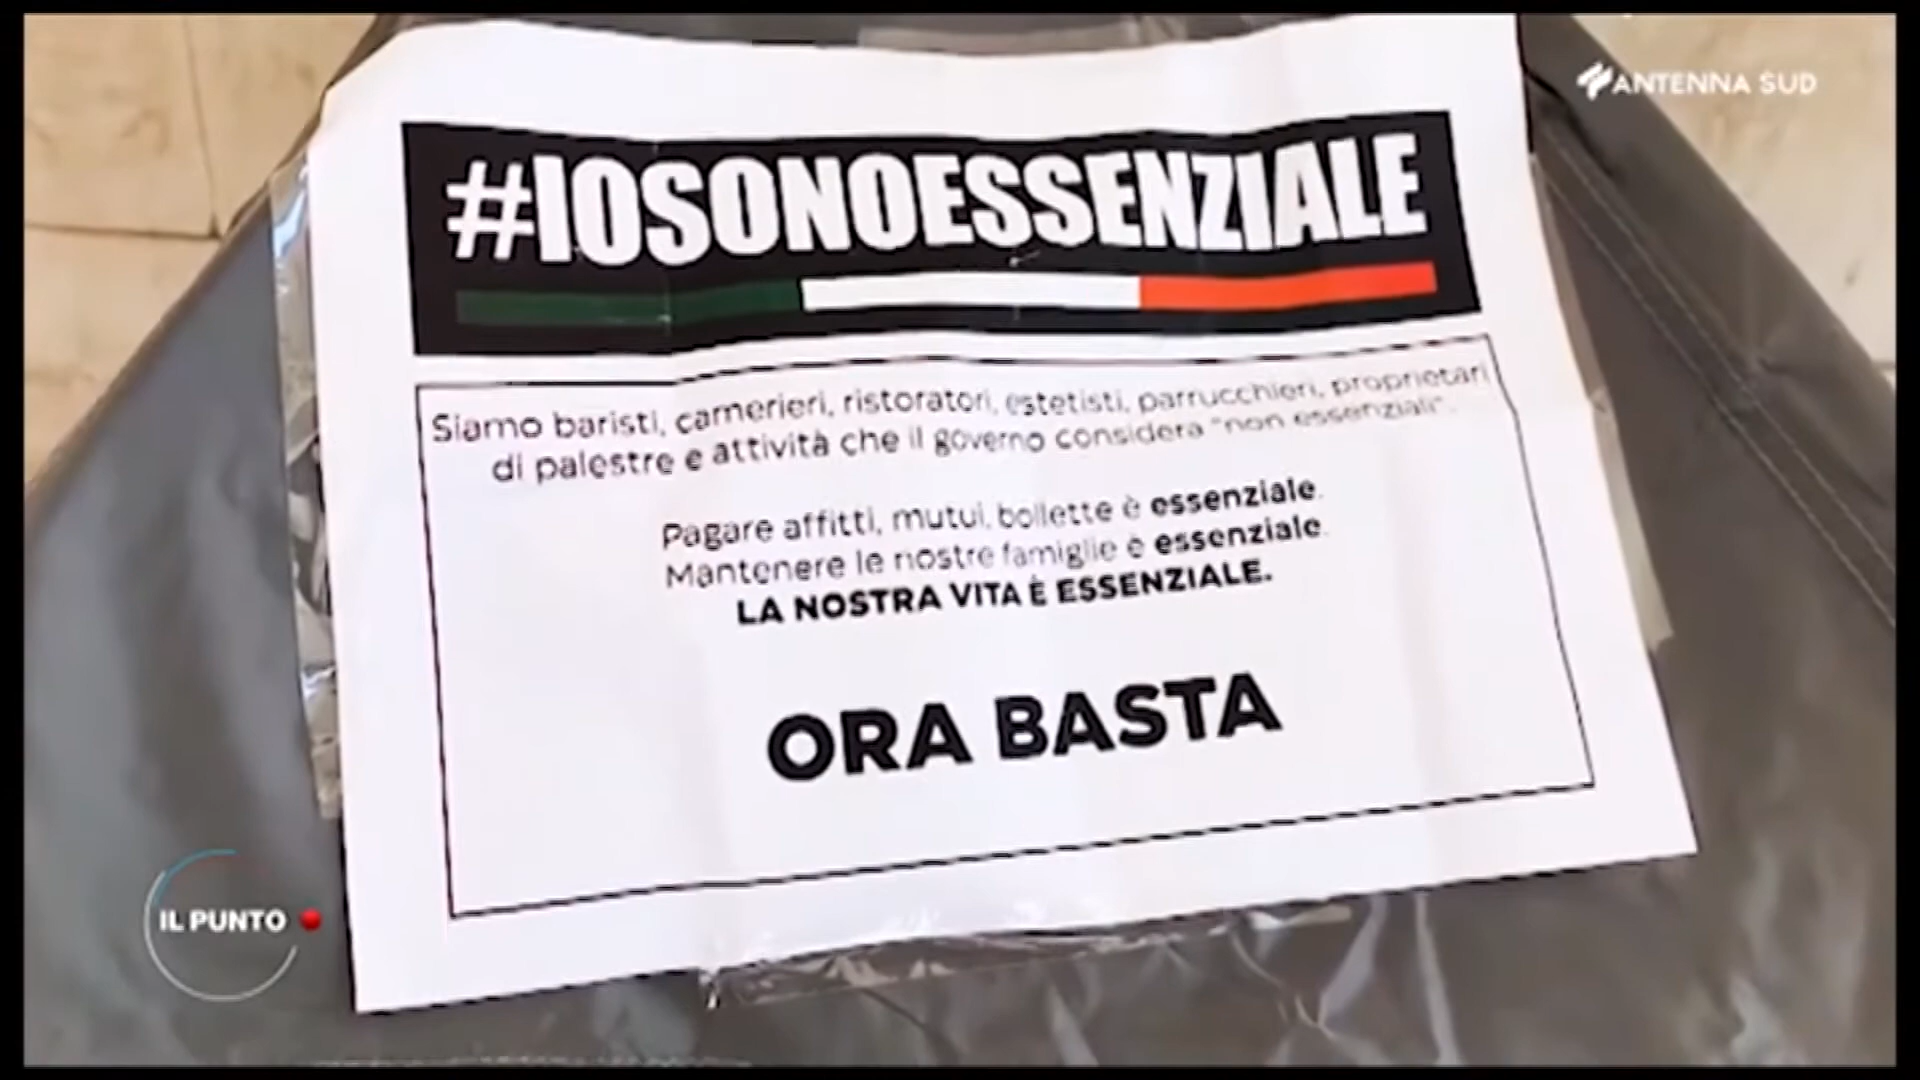 ANTENNA SUD
#IOSONOESSENZIALE
Siamo baristi, camerieri, ristoratori, estetisti, parrucchieri, proprietari
di palestre e attività che il governo considera "non essenziali".
Pagare affitti, mutui, bollette è essenziale.
Mantenere le nostre famiglie è essenziale.
LA NOSTRA VITA È ESSENZIALE.
ORA BASTA
IL PUNTO